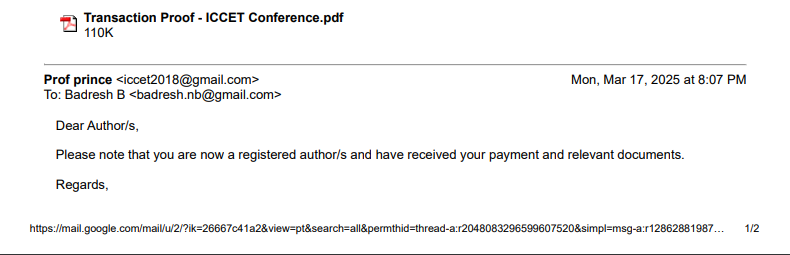 Transaction Proof - ICCET Conference.pdf
110K
Prof prince <iccet2018@gmail.com> Mon, Mar 17, 2025 at 8:07 PM
To: Badresh B <badresh.nb@gmail.com>
Dear Author/s,
Please note that you are now a registered author/s and have received your payment and relevant documents.
Regards,
https://mail.google.com/mail/u/2/?ik=26667c41a2&view=pt&search=all&permthid=thread-a:r2048083296599607520&simpl=msg-a:r12862881987… 1/2